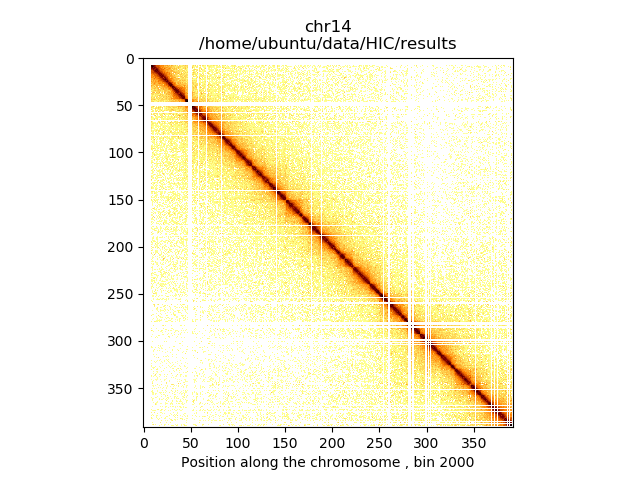 chr14
/home/ubuntu/data/HIC/results
0
50
100
150
200
250
300
350
0 50 100 150 200 250 300 350
Position along the chromosome , bin 2000